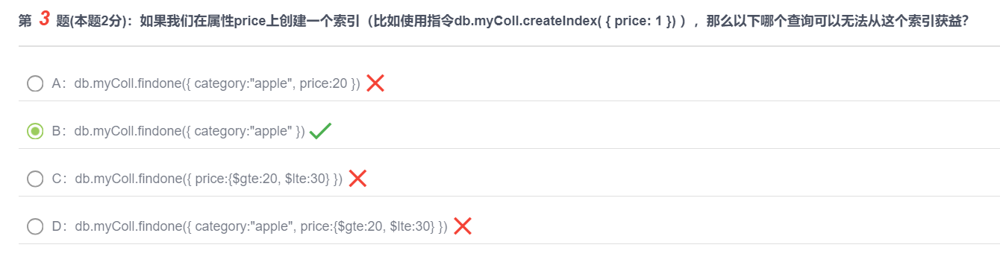 第 3 题(本题2分)：如果我们在属性price上创建一个索引（比如使用指令db.myColl.createIndex( { price: 1 }) ），那么以下哪个查询可以无法从这个索引获益?
A：db.myColl.findone({ category:"apple", price:20 })
B：db.myColl.findone({ category:"apple" })
C：db.myColl.findone({ price:{$gte:20, $lte:30} })
D：db.myColl.findone({ category:"apple", price:{$gte:20, $lte:30} })